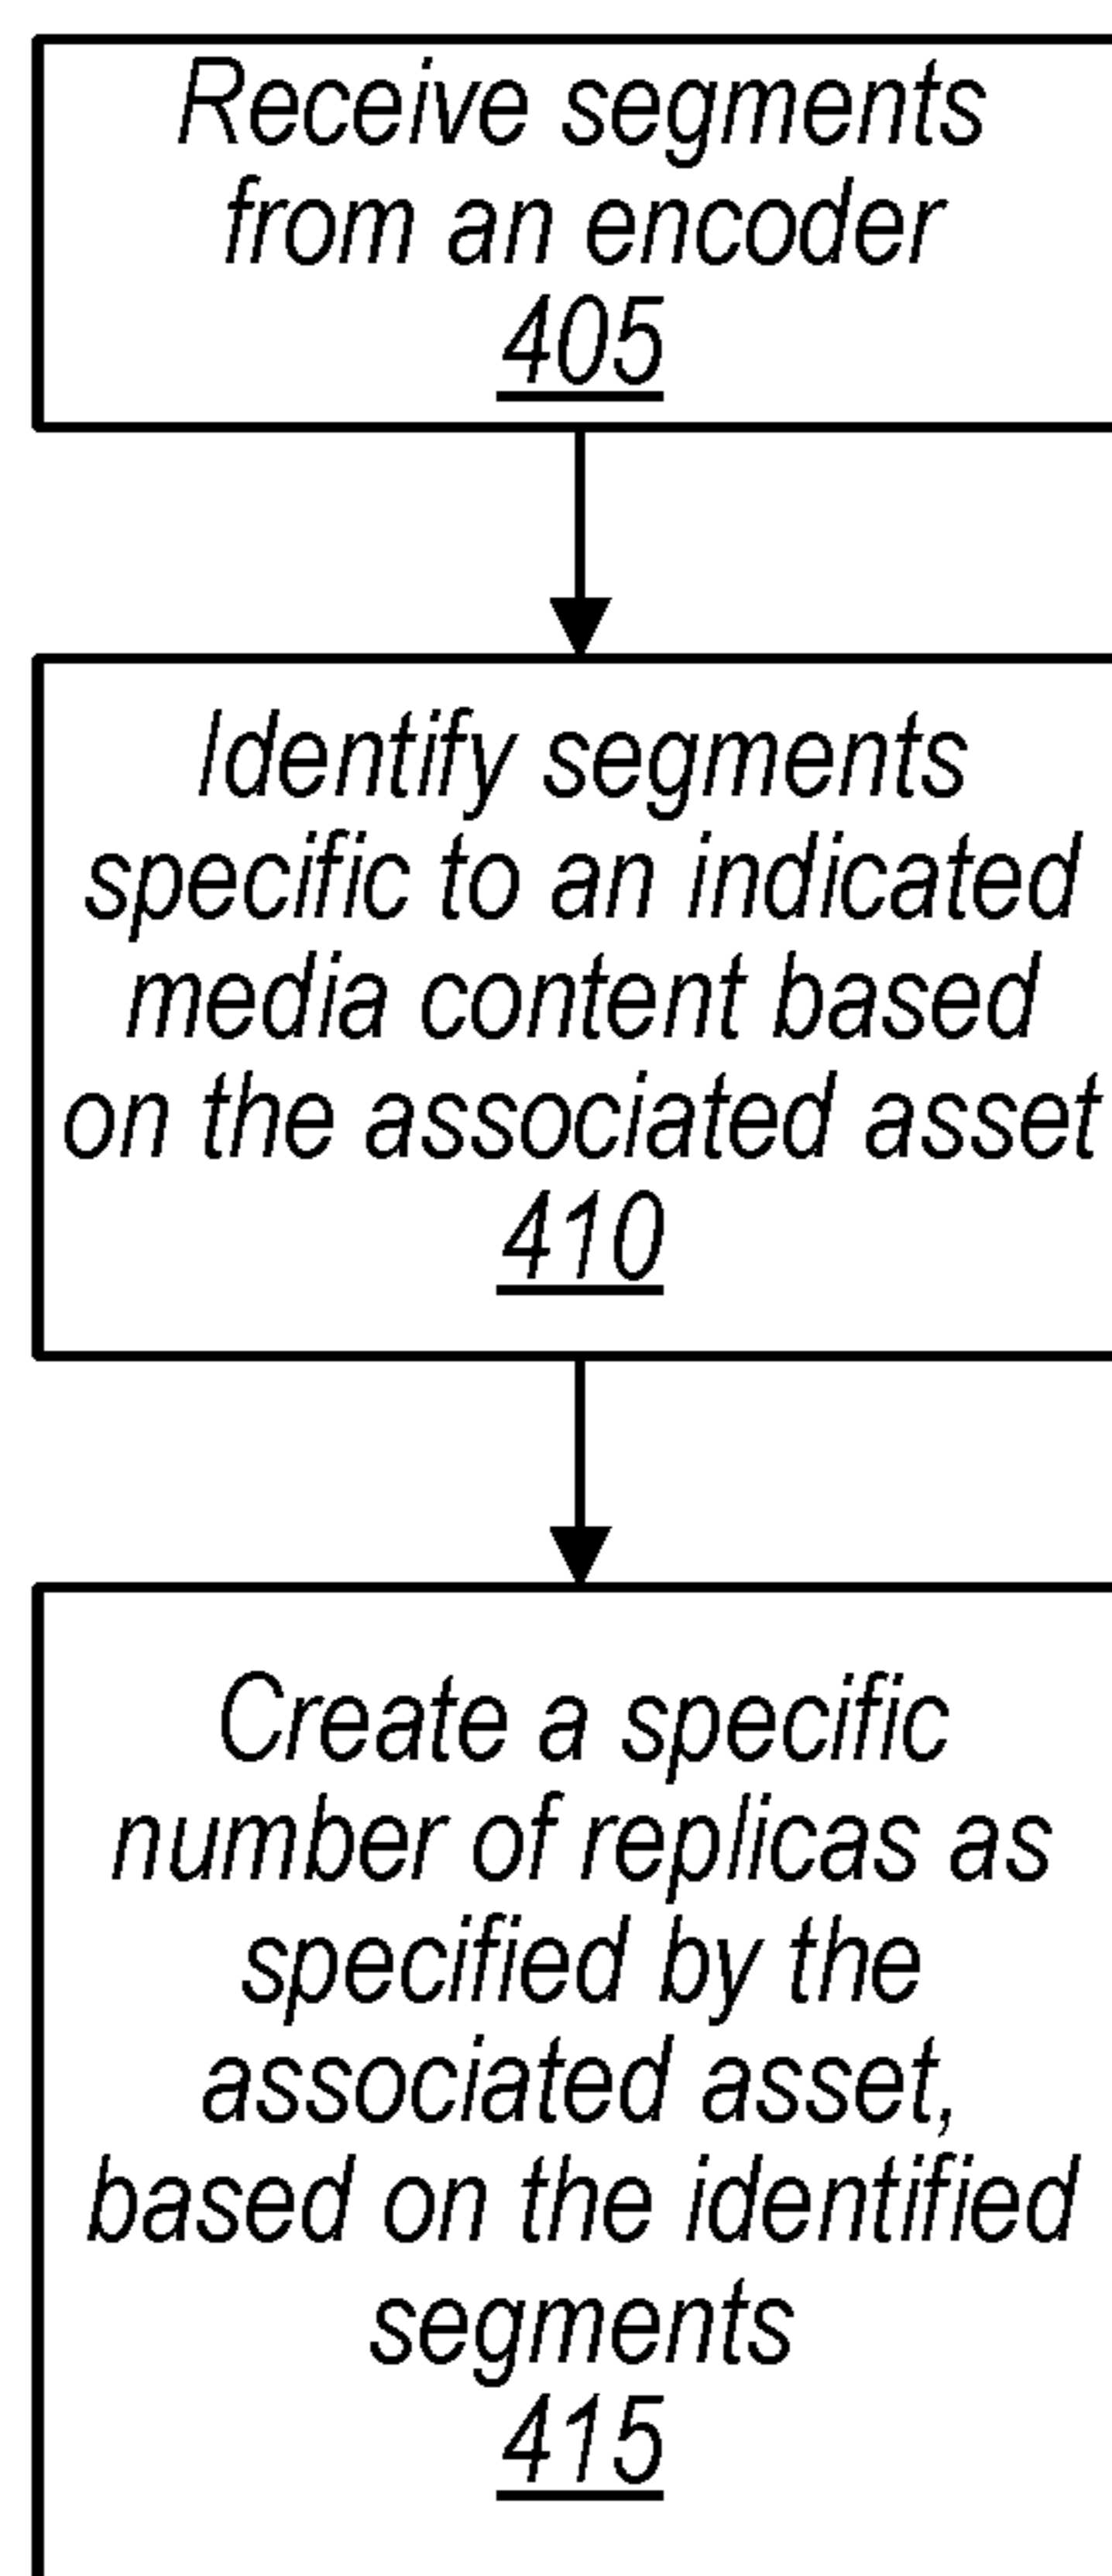 Receive segments
from an encoder
405
Identify segments
specific to an indicated
media content based
on the associated asset
410
Create a specific
number of replicas as
specified by the
associated asset,
based on the identified
segments
415